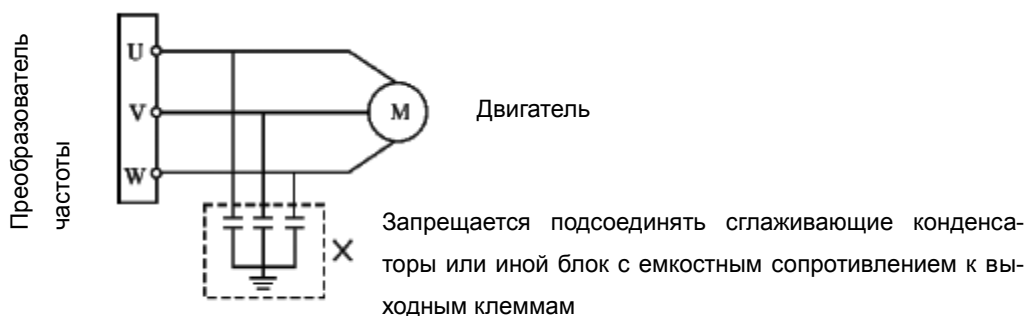 Преобразователь
частоты
U
V
W
M
Двигатель
Запрещается подсоединять сглаживающие конденса-
торы или иной блок с емкостным сопротивлением к вы-
ходным клеммам
X